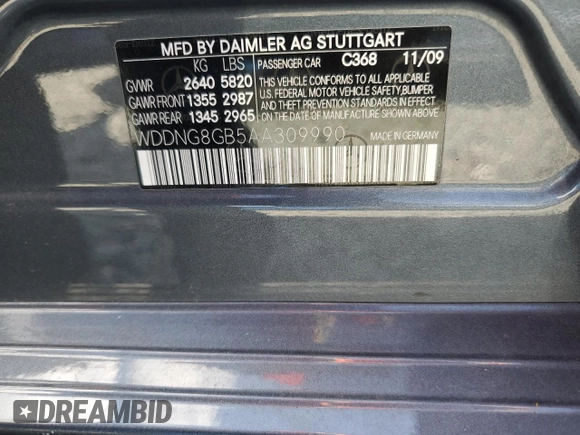 MFD BY DAIMLER AG STUTTGART
KG LBS PASSENGER CAR C368 11/09
GVWR 2640 5820 THIS VEHICLE CONFORMS TO ALL APPLICABLE
GAWR FRONT 1355 2987 U.S. FEDERAL MOTOR VEHICLE SAFETY, BUMPER
GAWR REAR 1345 2965 AND THEFT PREVENTION STANDARDS IN EFFECT
ON THE DATE OF MANUFACTURE SHOWN ABOVE
WDDNG8GB5AA309990 MADE IN GERMANY
DREAMBID